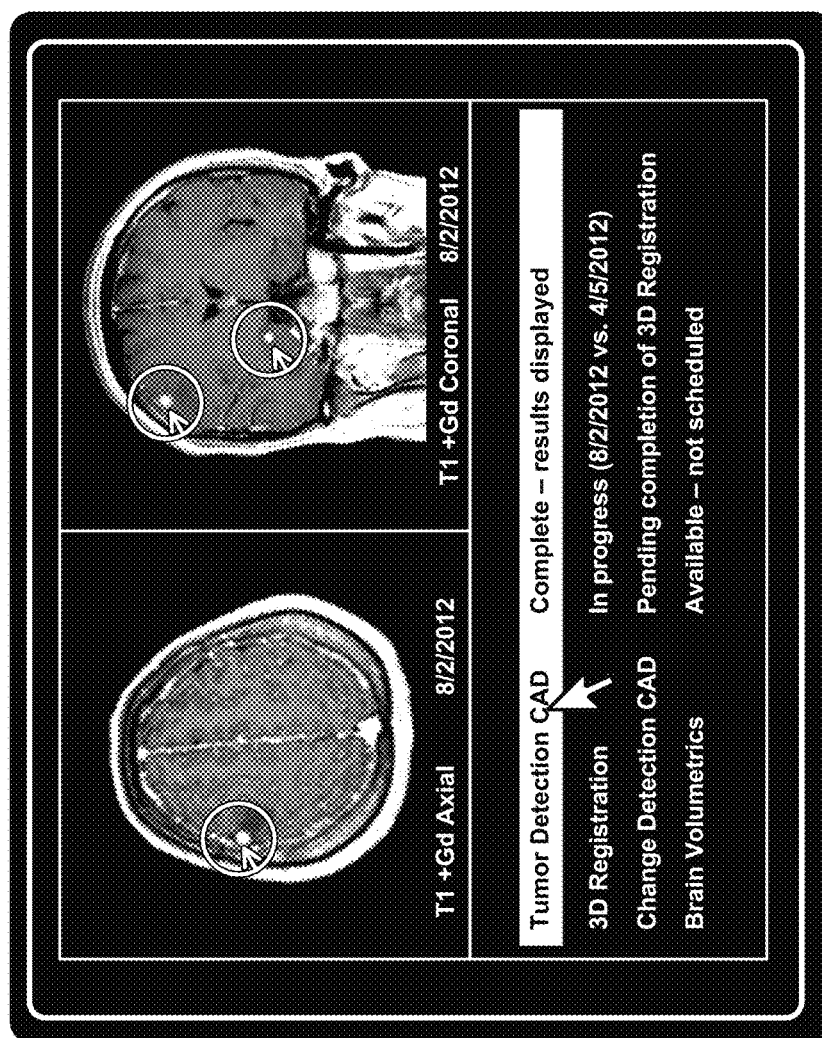 T1 +Gd Axial 8/2/2012
T1 +Gd Coronal 8/2/2012
Tumor Detection CAD Complete – results displayed
3D Registration In progress (8/2/2012 vs. 4/5/2012)
Change Detection CAD Pending completion of 3D Registration
Brain Volumetrics Available – not scheduled